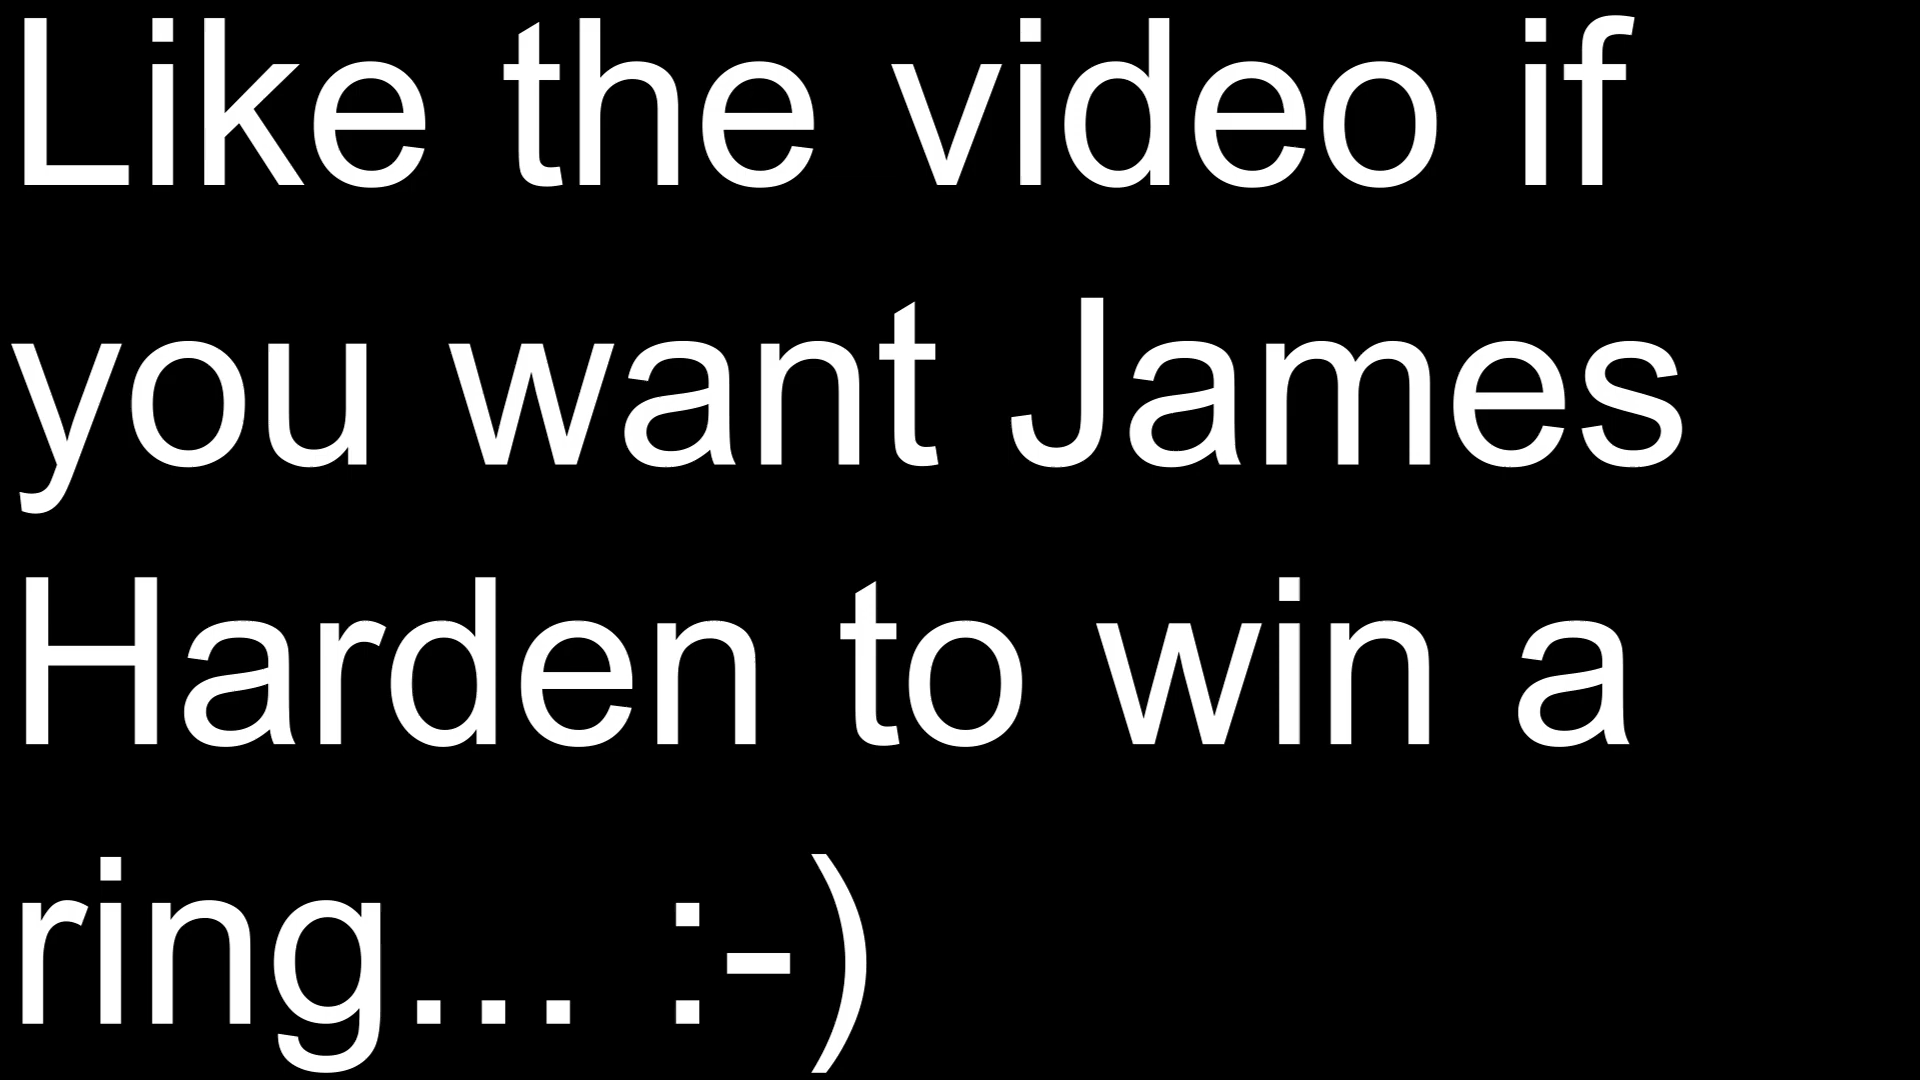 Like the video if
you want James
Harden to win a
ring... :-)